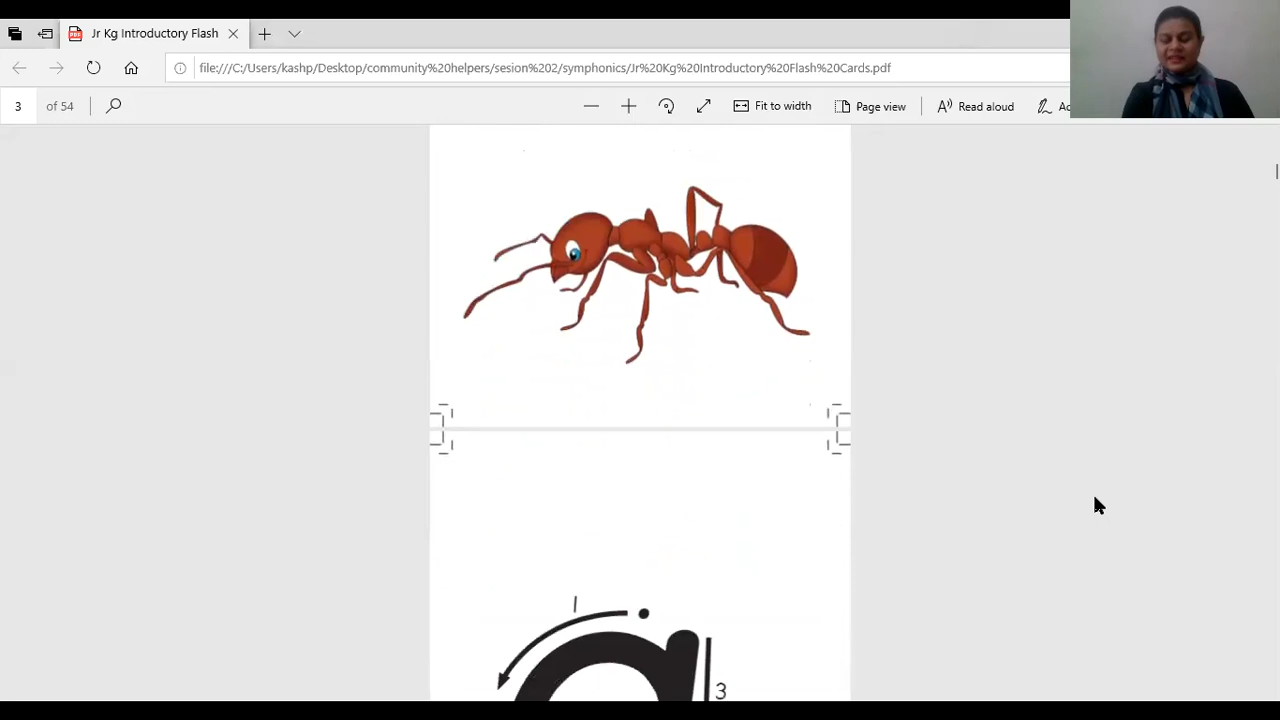 Jr Kg Introductory Flash
file:///C:/Users/kashp/Desktop/community%20helpers/sesion%202/symphonics/Jr%20Kg%20Introductory%20Flash%20Cards.pdf
3 of 54
Fit to width
Page view
Read aloud
1
a
3